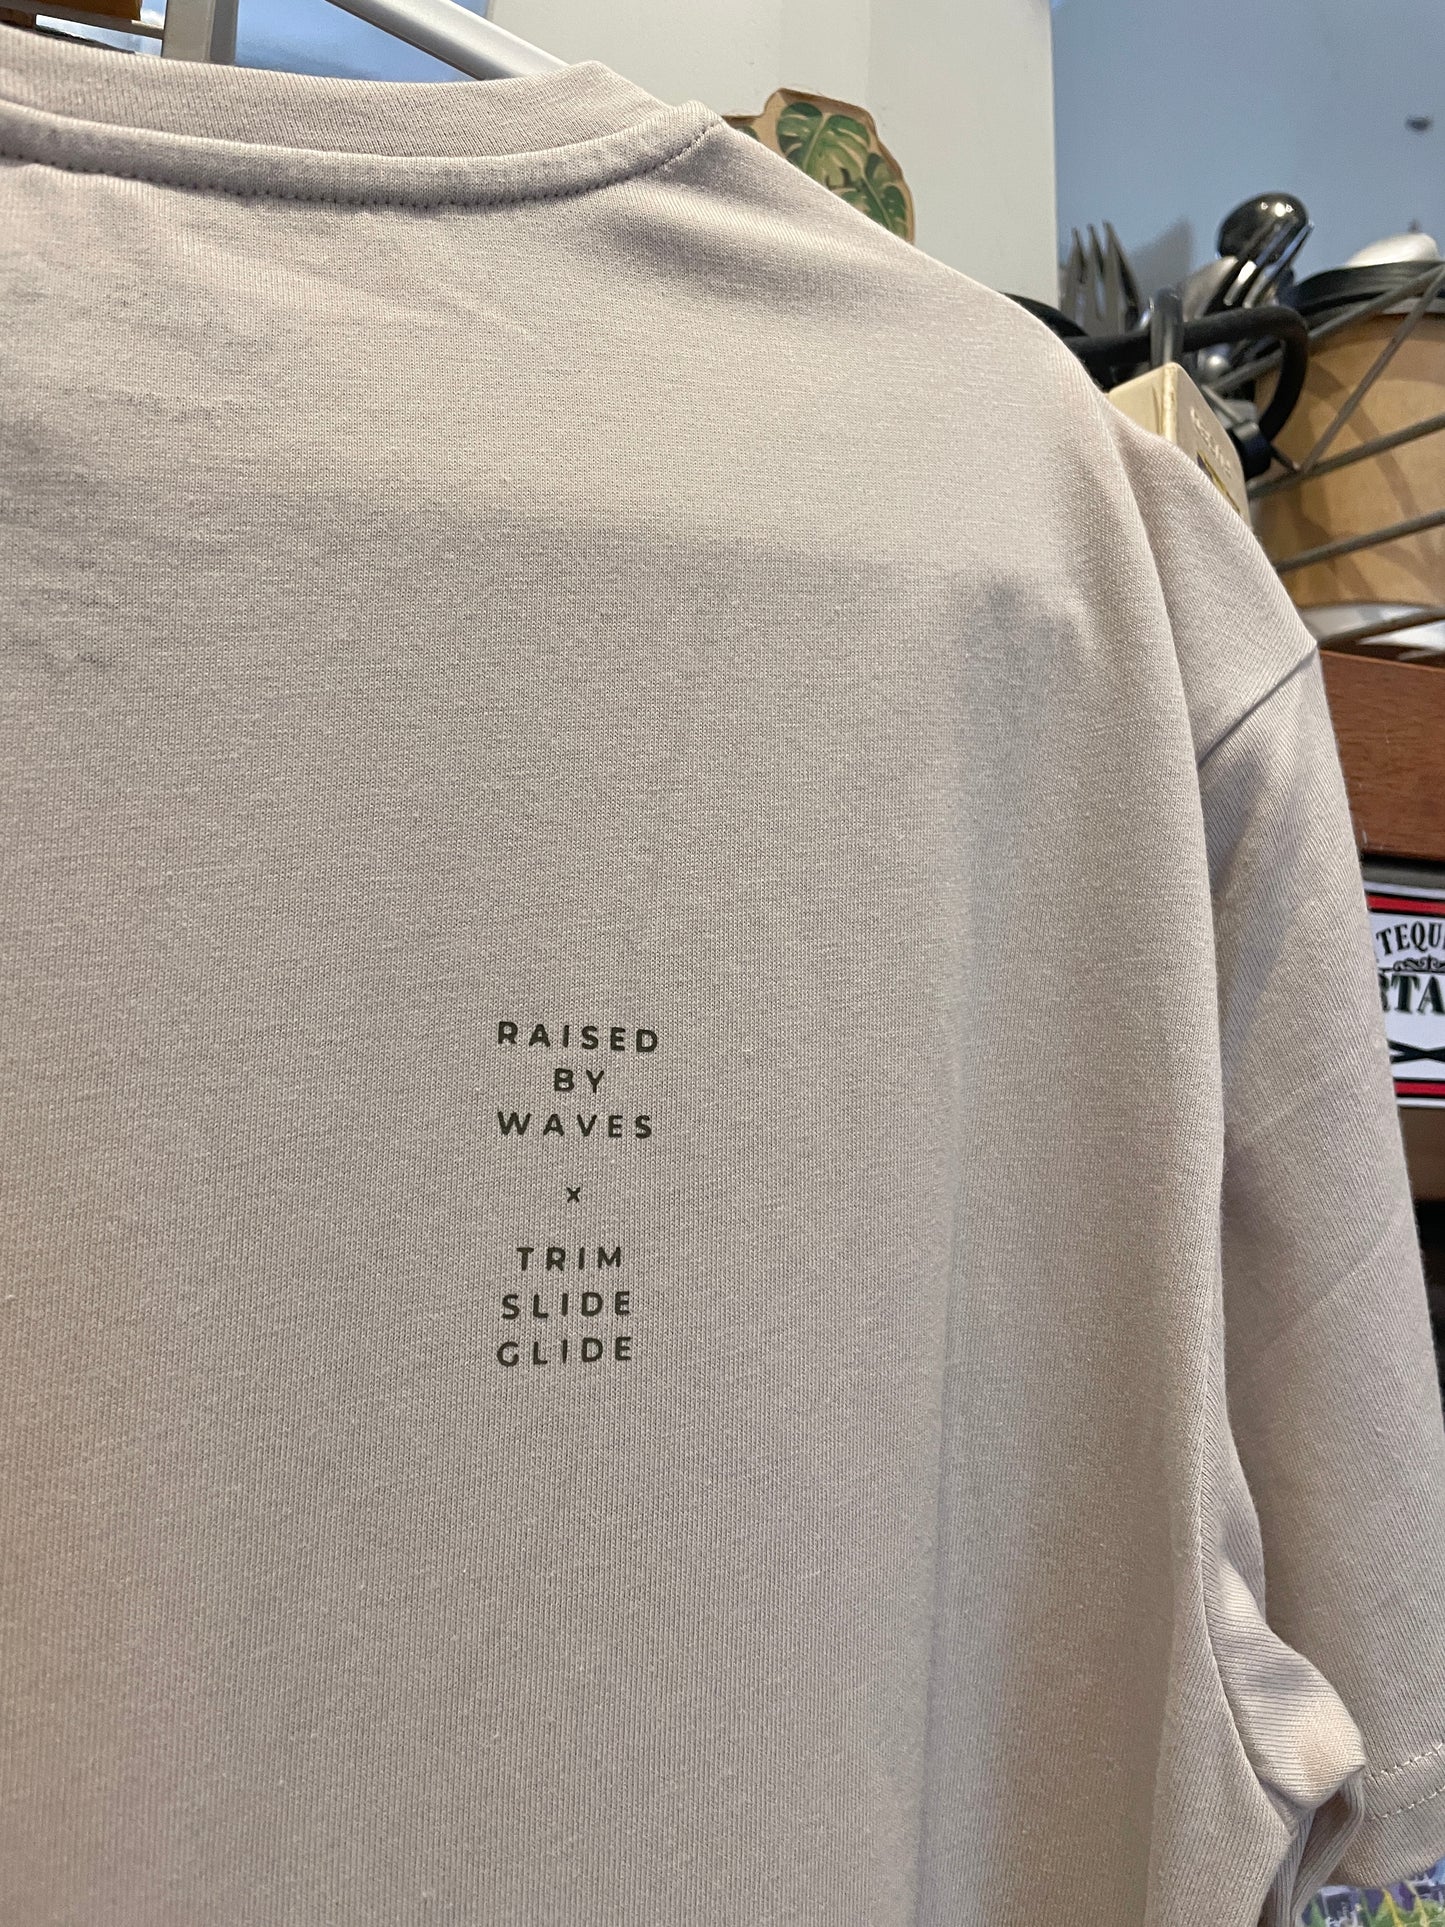 RAISED
BY
WAVES
x
TRIM
SLIDE
GLIDE